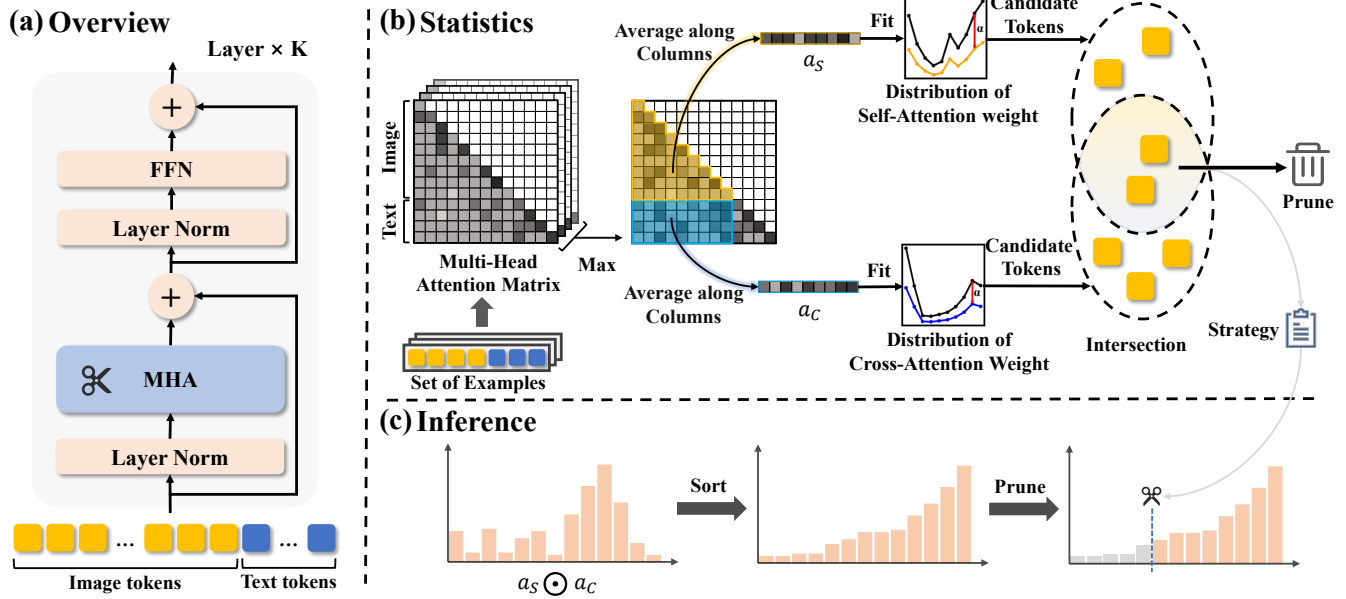 (a) Overview
Layer × K
+
FFN
Layer Norm
+
MHA
Layer Norm
...
...
Image tokens
Text tokens
(b) Statistics
Image
Text
Multi-Head
Attention Matrix
Set of Examples
Max
Average along
Columns
a_S
Fit
α
Distribution of
Self-Attention weight
Candidate
Tokens
Average along
Columns
a_C
Fit
α
Distribution of
Cross-Attention Weight
Candidate
Tokens
Intersection
Prune
Strategy
(c) Inference
a_S ⊙ a_C
Sort
Prune